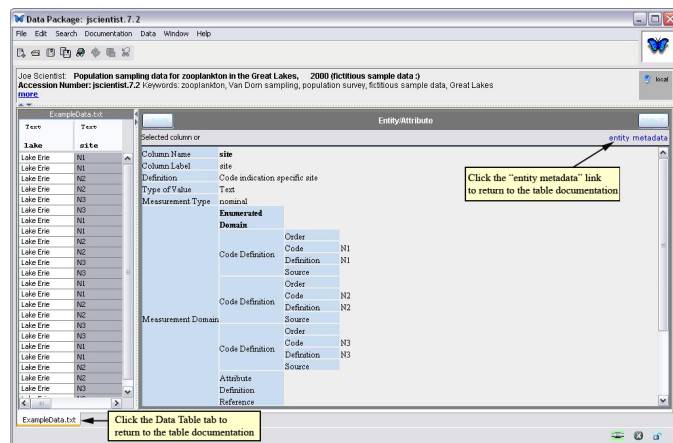 Data Package: jscientist.7.2
File Edit Search Documentation Data Window Help
Joe Scientist: Population sampling data for zooplankton in the Great Lakes, 2000 (fictitious sample data :)
Accession Number: jscientist.7.2 Keywords: zooplankton, Van Dorn sampling, population survey, fictitious sample data, Great Lakes
more
local
ExampleData.txt
Text Text
lake site
Lake Erie N1
Lake Erie N1
Lake Erie N2
Lake Erie N2
Lake Erie N3
Lake Erie N3
Lake Erie N1
Lake Erie N1
Lake Erie N2
Lake Erie N2
Lake Erie N3
Lake Erie N3
Lake Erie N1
Lake Erie N1
Lake Erie N2
Lake Erie N2
Lake Erie N3
Lake Erie N3
Lake Erie N1
Lake Erie N1
Lake Erie N2
Lake Erie N2
Lake Erie N3
Entity/Attribute
Selected column or
entity metadata
Column Name site
Column Label site
Definition Code indication specific site
Type of Value Text
Measurement Type nominal
Measurement Domain
Enumerated
Domain
Code Definition
Order
Code N1
Definition N1
Source
Code Definition
Order
Code N2
Definition N2
Source
Code Definition
Order
Code N3
Definition N3
Source
Attribute
Definition
Reference
Click the “entity metadata” link
to return to the table documentation
ExampleData.txt
Click the Data Table tab to
return to the table documentation